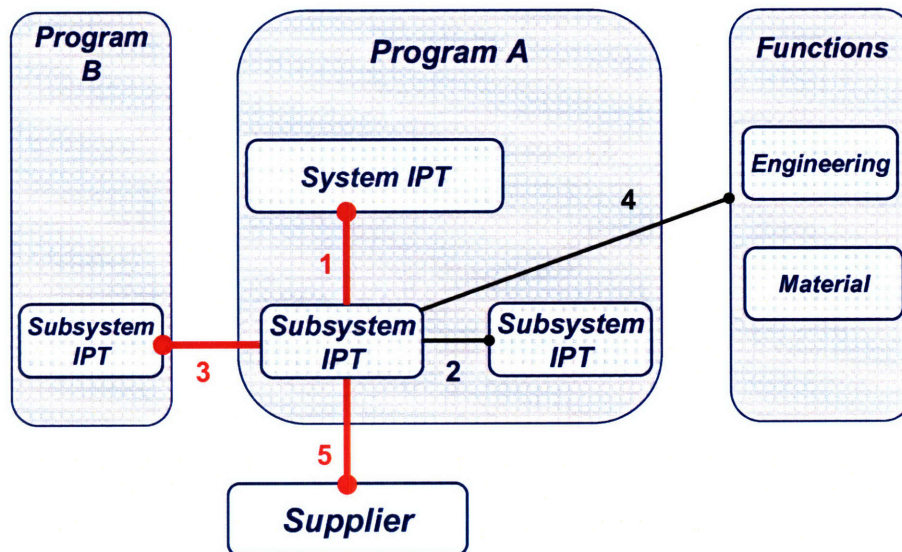 Program
B
Program A
Functions
System IPT
Engineering
4
1
Material
Subsystem
IPT
3
Subsystem
IPT
2
Subsystem
IPT
5
Supplier